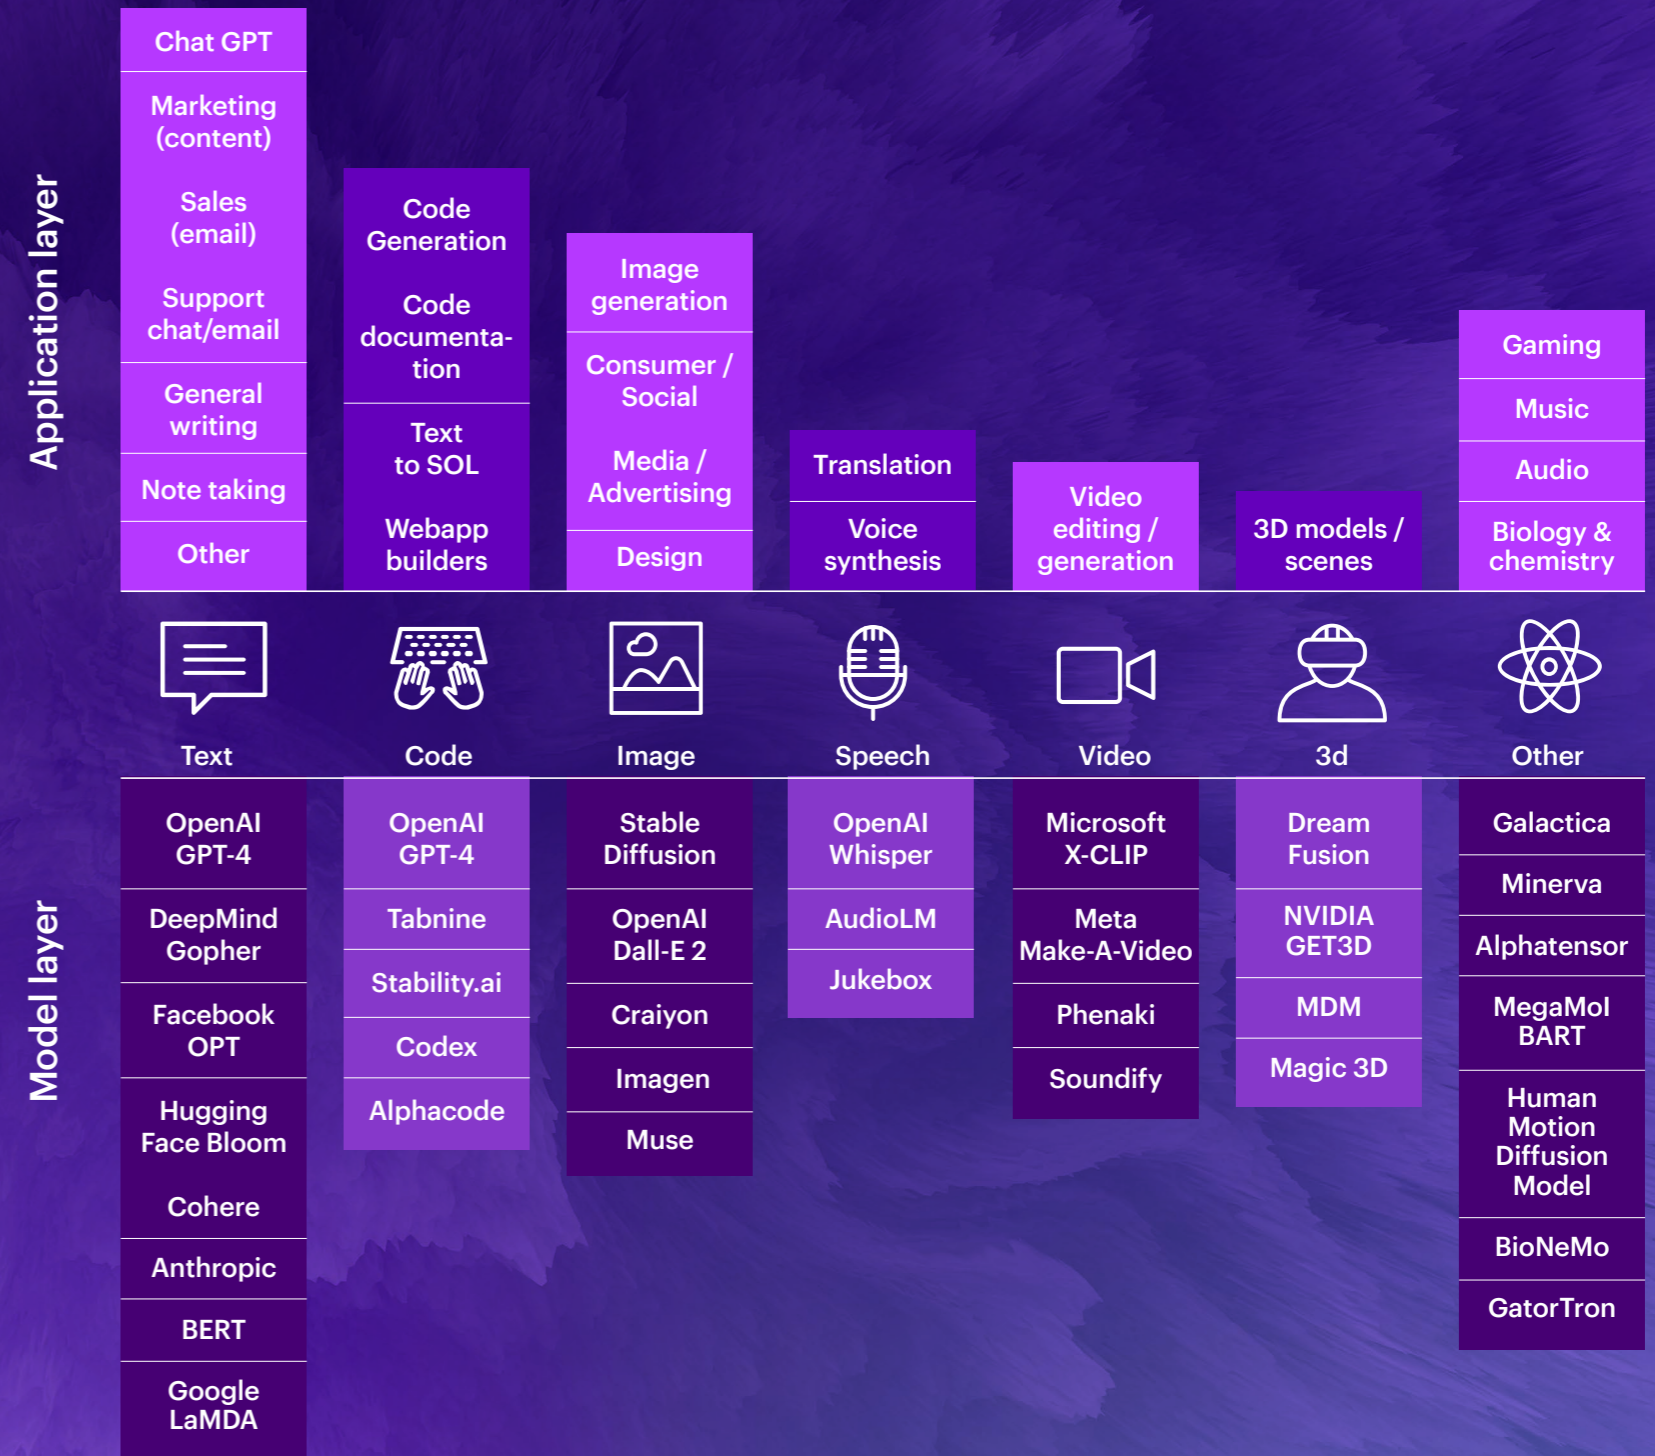 Application layer
Chat GPT
Marketing
(content)
Sales
(email)
Support
chat/email
General
writing
Note taking
Other
Code
Generation
Code
documenta-
tion
Text
to SOL
Webapp
builders
Image
generation
Consumer /
Social
Media /
Advertising
Design
Translation
Voice
synthesis
Video
editing /
generation
3D models /
scenes
Gaming
Music
Audio
Biology &
chemistry
Text
Code
Image
Speech
Video
3d
Other
Model layer
OpenAI
GPT-4
DeepMind
Gopher
Facebook
OPT
Hugging
Face Bloom
Cohere
Anthropic
BERT
Google
LaMDA
OpenAI
GPT-4
Tabnine
Stability.ai
Codex
Alphacode
Stable
Diffusion
OpenAI
Dall-E 2
Craiyon
Imagen
Muse
OpenAI
Whisper
AudioLM
Jukebox
Microsoft
X-CLIP
Meta
Make-A-Video
Phenaki
Soundify
Dream
Fusion
NVIDIA
GET3D
MDM
Magic 3D
Galactica
Minerva
Alphatensor
MegaMol
BART
Human
Motion
Diffusion
Model
BioNeMo
GatorTron